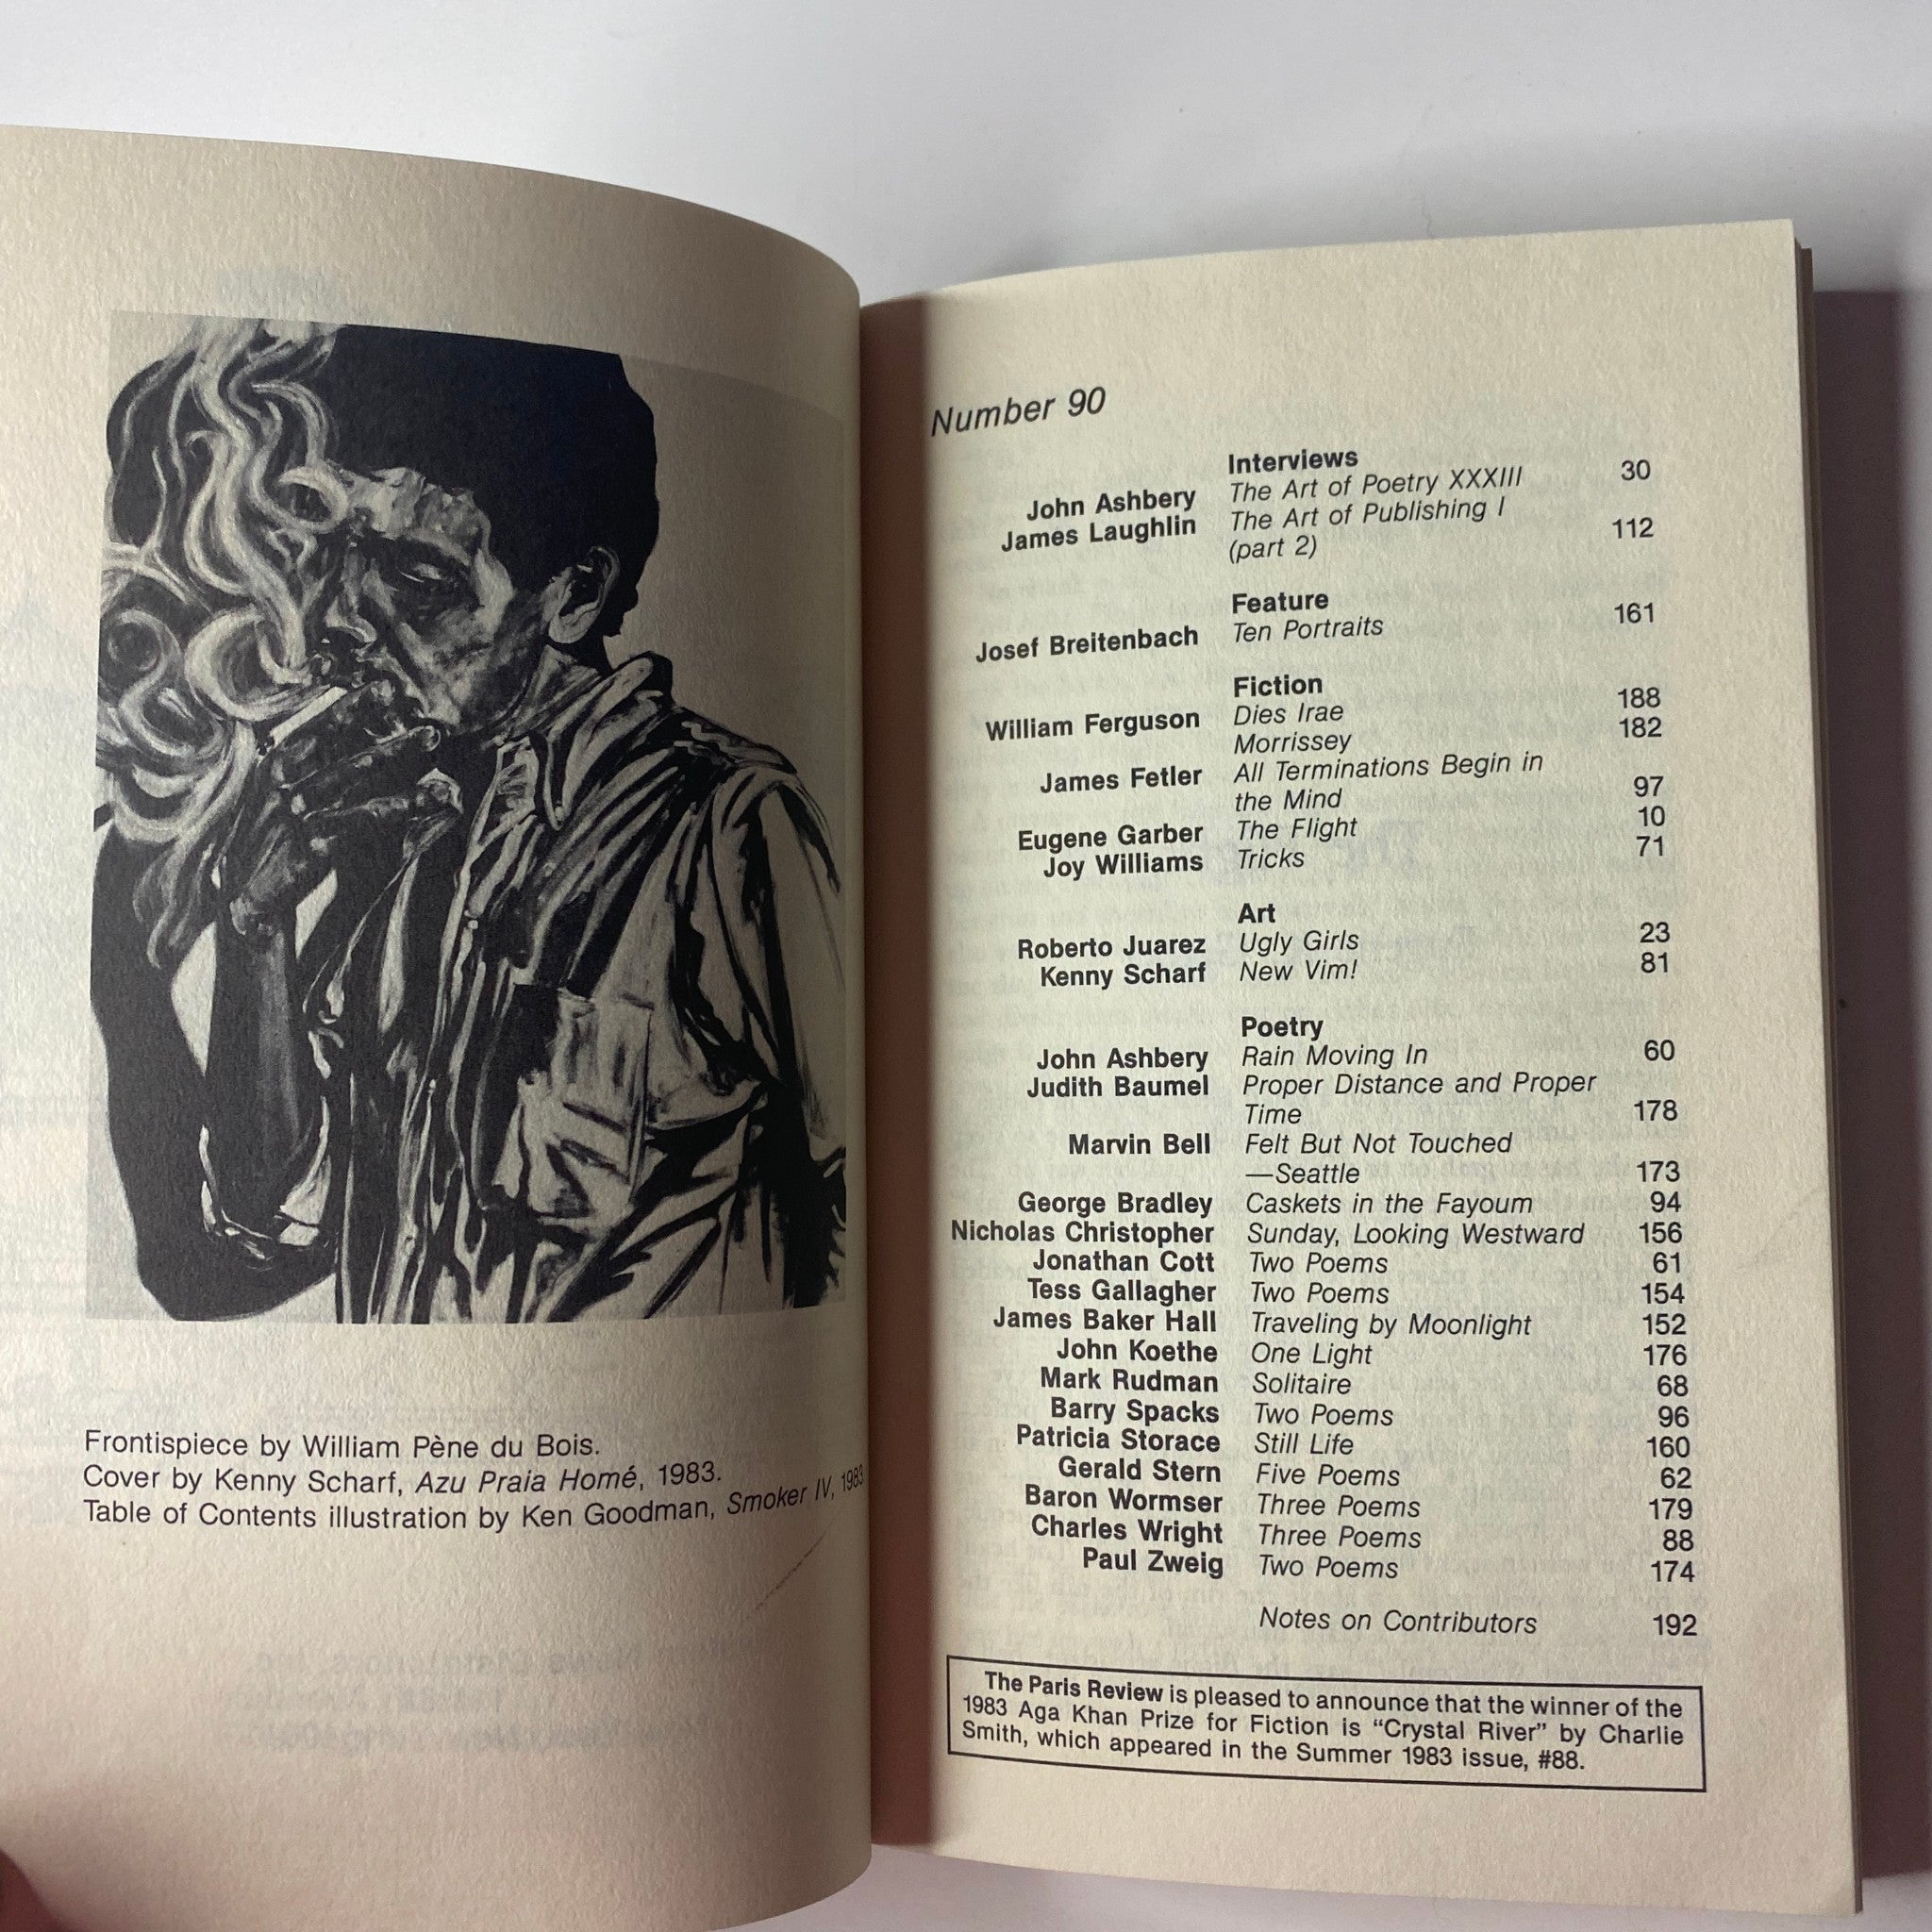 Frontispiece by William Pène du Bois.
Cover by Kenny Scharf, Azu Praia Homé, 1983.
Table of Contents illustration by Ken Goodman, Smoker IV, 1983
Number 90
Interviews
John Ashbery The Art of Poetry XXXIII 30
James Laughlin The Art of Publishing I
(part 2) 112
Feature
Josef Breitenbach Ten Portraits 161
Fiction
William Ferguson Dies Irae 188
Morrissey 182
James Fetler All Terminations Begin in
the Mind 97
Eugene Garber The Flight 10
Joy Williams Tricks 71
Art
Roberto Juarez Ugly Girls 23
Kenny Scharf New Vim! 81
Poetry
John Ashbery Rain Moving In 60
Judith Baumel Proper Distance and Proper
Time 178
Marvin Bell Felt But Not Touched
—Seattle 173
George Bradley Caskets in the Fayoum 94
Nicholas Christopher Sunday, Looking Westward 156
Jonathan Cott Two Poems 61
Tess Gallagher Two Poems 154
James Baker Hall Traveling by Moonlight 152
John Koethe One Light 176
Mark Rudman Solitaire 68
Barry Spacks Two Poems 96
Patricia Storace Still Life 160
Gerald Stern Five Poems 62
Baron Wormser Three Poems 179
Charles Wright Three Poems 88
Paul Zweig Two Poems 174
Notes on Contributors 192
The Paris Review is pleased to announce that the winner of the
1983 Aga Khan Prize for Fiction is “Crystal River” by Charlie
Smith, which appeared in the Summer 1983 issue, #88.